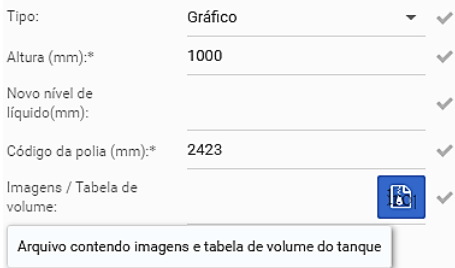 Tipo: Gráfico
Altura (mm):* 1000
Novo nível de
líquido(mm):
Código da polia (mm):* 2423
Imagens / Tabela de
volume:
Arquivo contendo imagens e tabela de volume do tanque